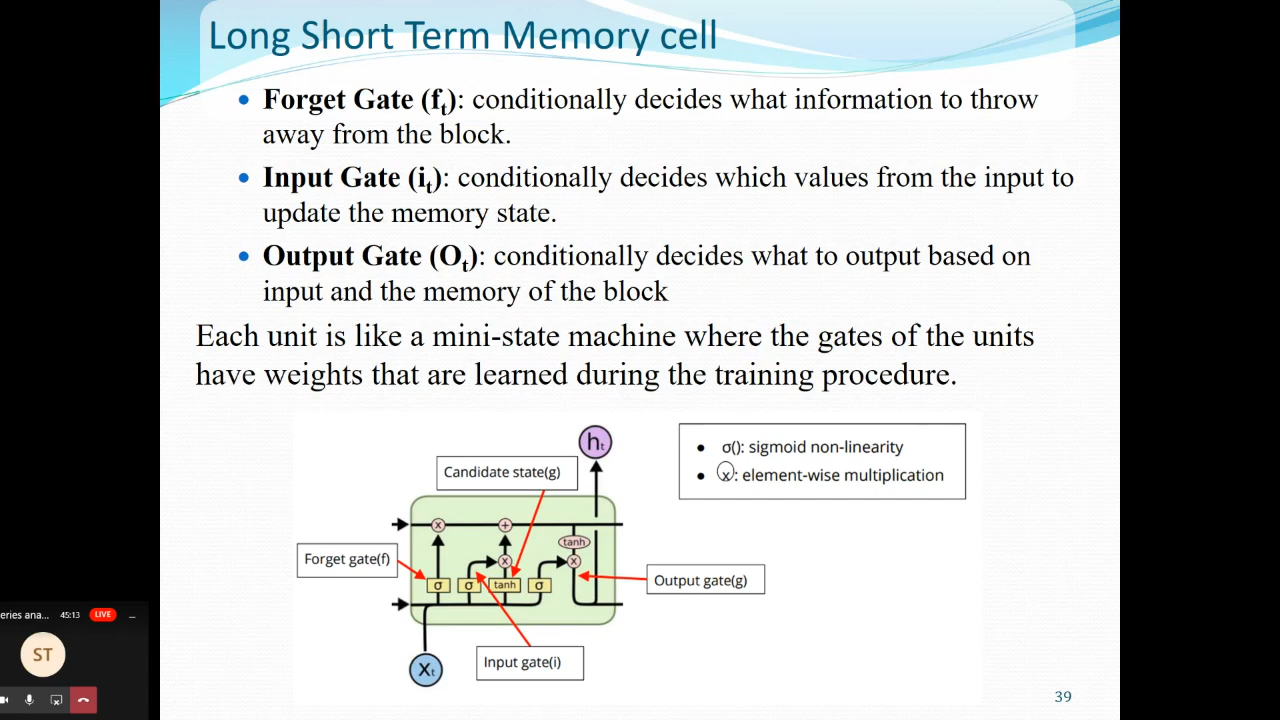 Long Short Term Memory cell
• Forget Gate (ft): conditionally decides what information to throw
away from the block.
• Input Gate (it): conditionally decides which values from the input to
update the memory state.
• Output Gate (Ot): conditionally decides what to output based on
input and the memory of the block
Each unit is like a mini-state machine where the gates of the units
have weights that are learned during the training procedure.
ht
• σ(): sigmoid non-linearity
• x : element-wise multiplication
Candidate state(g)
x
+
tanh
Forget gate(f)
x
x
σ
σ
tanh
σ
Output gate(g)
Input gate(i)
Xt
eries ana... 45:13 LIVE
ST
39